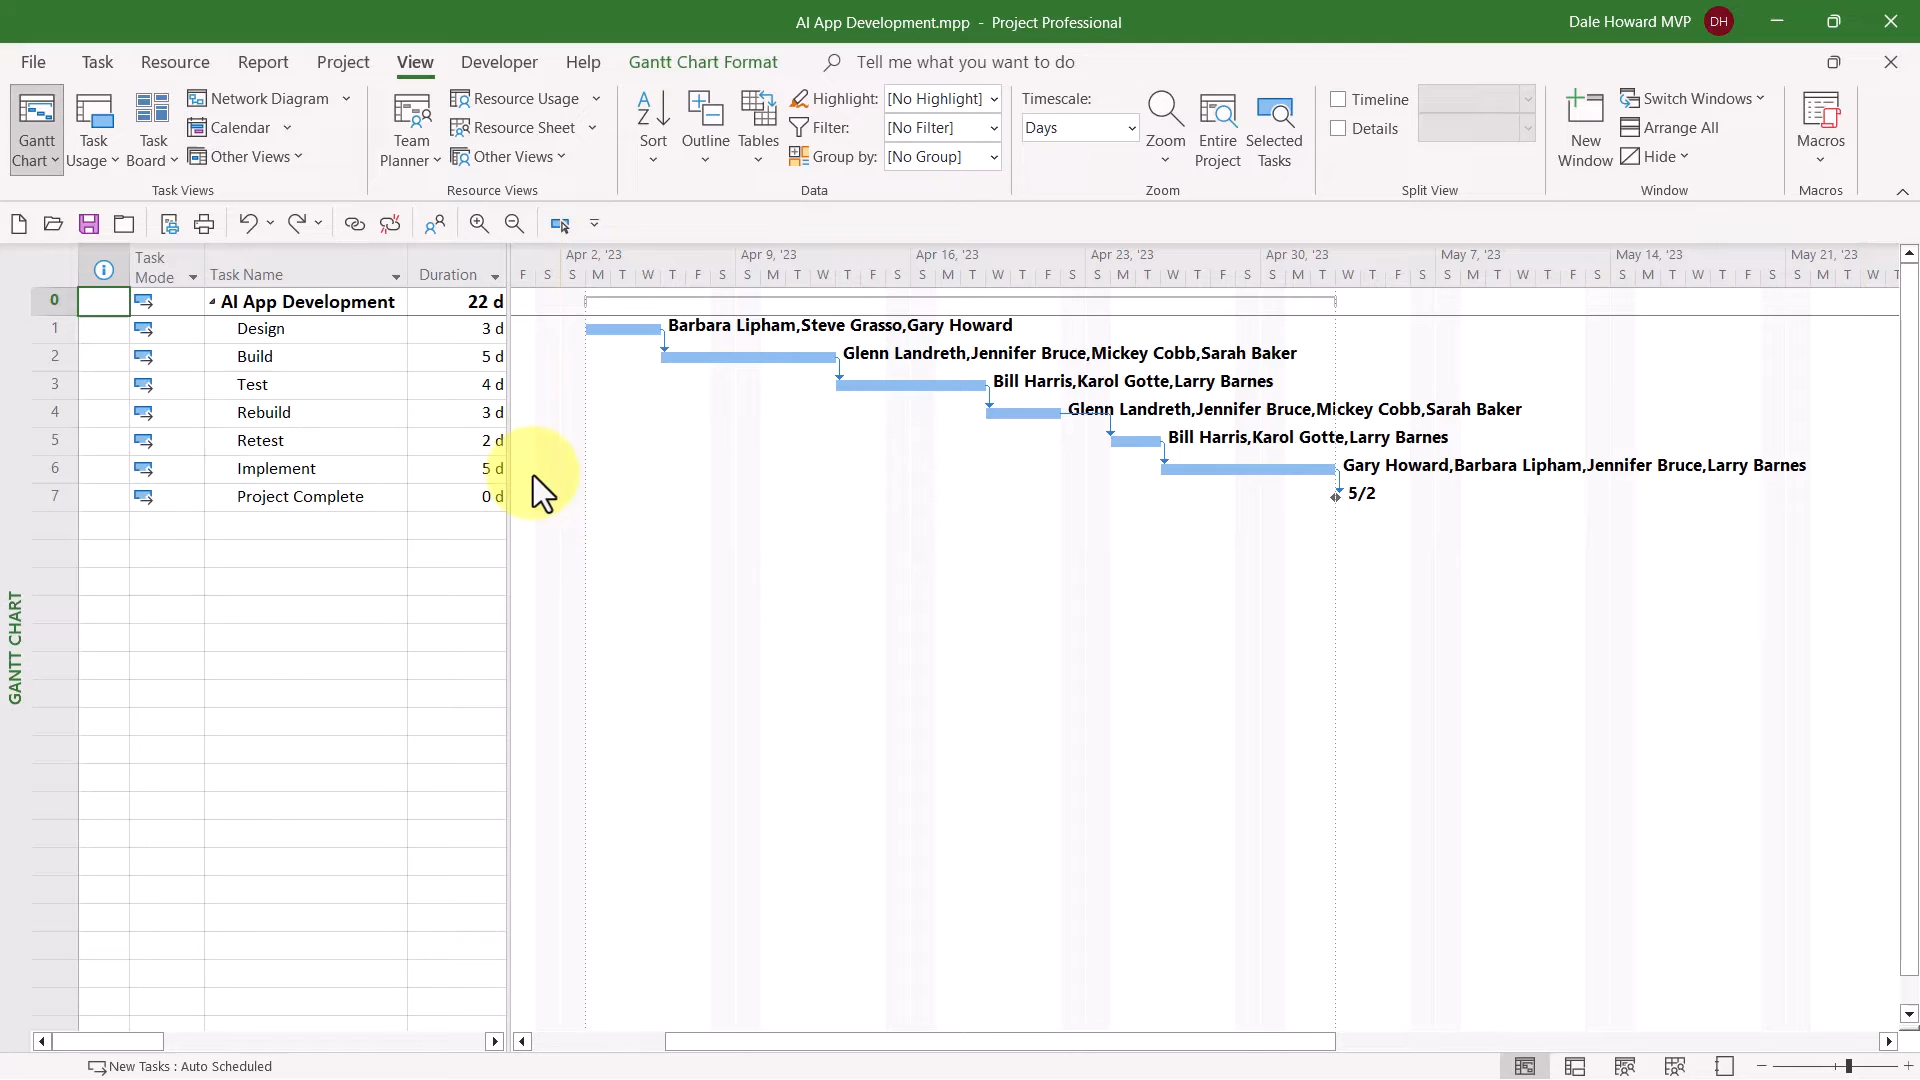 AI App Development.mpp - Project Professional
Dale Howard MVP
DH
File Task Resource Report Project View Developer Help Gantt Chart Format Tell me what you want to do
Gantt Chart
Task Usage
Task Board
Network Diagram
Calendar
Other Views
Task Views
Team Planner
Resource Usage
Resource Sheet
Other Views
Resource Views
Sort
Outline
Tables
Highlight: [No Highlight]
Filter: [No Filter]
Group by: [No Group]
Data
Timescale:
Days
Zoom
Entire Project
Selected Tasks
Zoom
Timeline
Details
Split View
New Window
Switch Windows
Arrange All
Hide
Window
Macros
Macros
Task Mode Task Name Duration
Apr 2, '23 Apr 9, '23 Apr 16, '23 Apr 23, '23 Apr 30, '23 May 7, '23 May 14, '23 May 21, '23
F S S M T W T F S S M T W T F S S M T W T F S S M T W T F S S M T W T F S S M T W T F S S M T W T F S S M T W
0 AI App Development 22 d
1 Design 3 d Barbara Lipham,Steve Grasso,Gary Howard
2 Build 5 d Glenn Landreth,Jennifer Bruce,Mickey Cobb,Sarah Baker
3 Test 4 d Bill Harris,Karol Gotte,Larry Barnes
4 Rebuild 3 d Glenn Landreth,Jennifer Bruce,Mickey Cobb,Sarah Baker
5 Retest 2 d Bill Harris,Karol Gotte,Larry Barnes
6 Implement 5 d Gary Howard,Barbara Lipham,Jennifer Bruce,Larry Barnes
7 Project Complete 0 d 5/2
GANTT CHART
New Tasks : Auto Scheduled